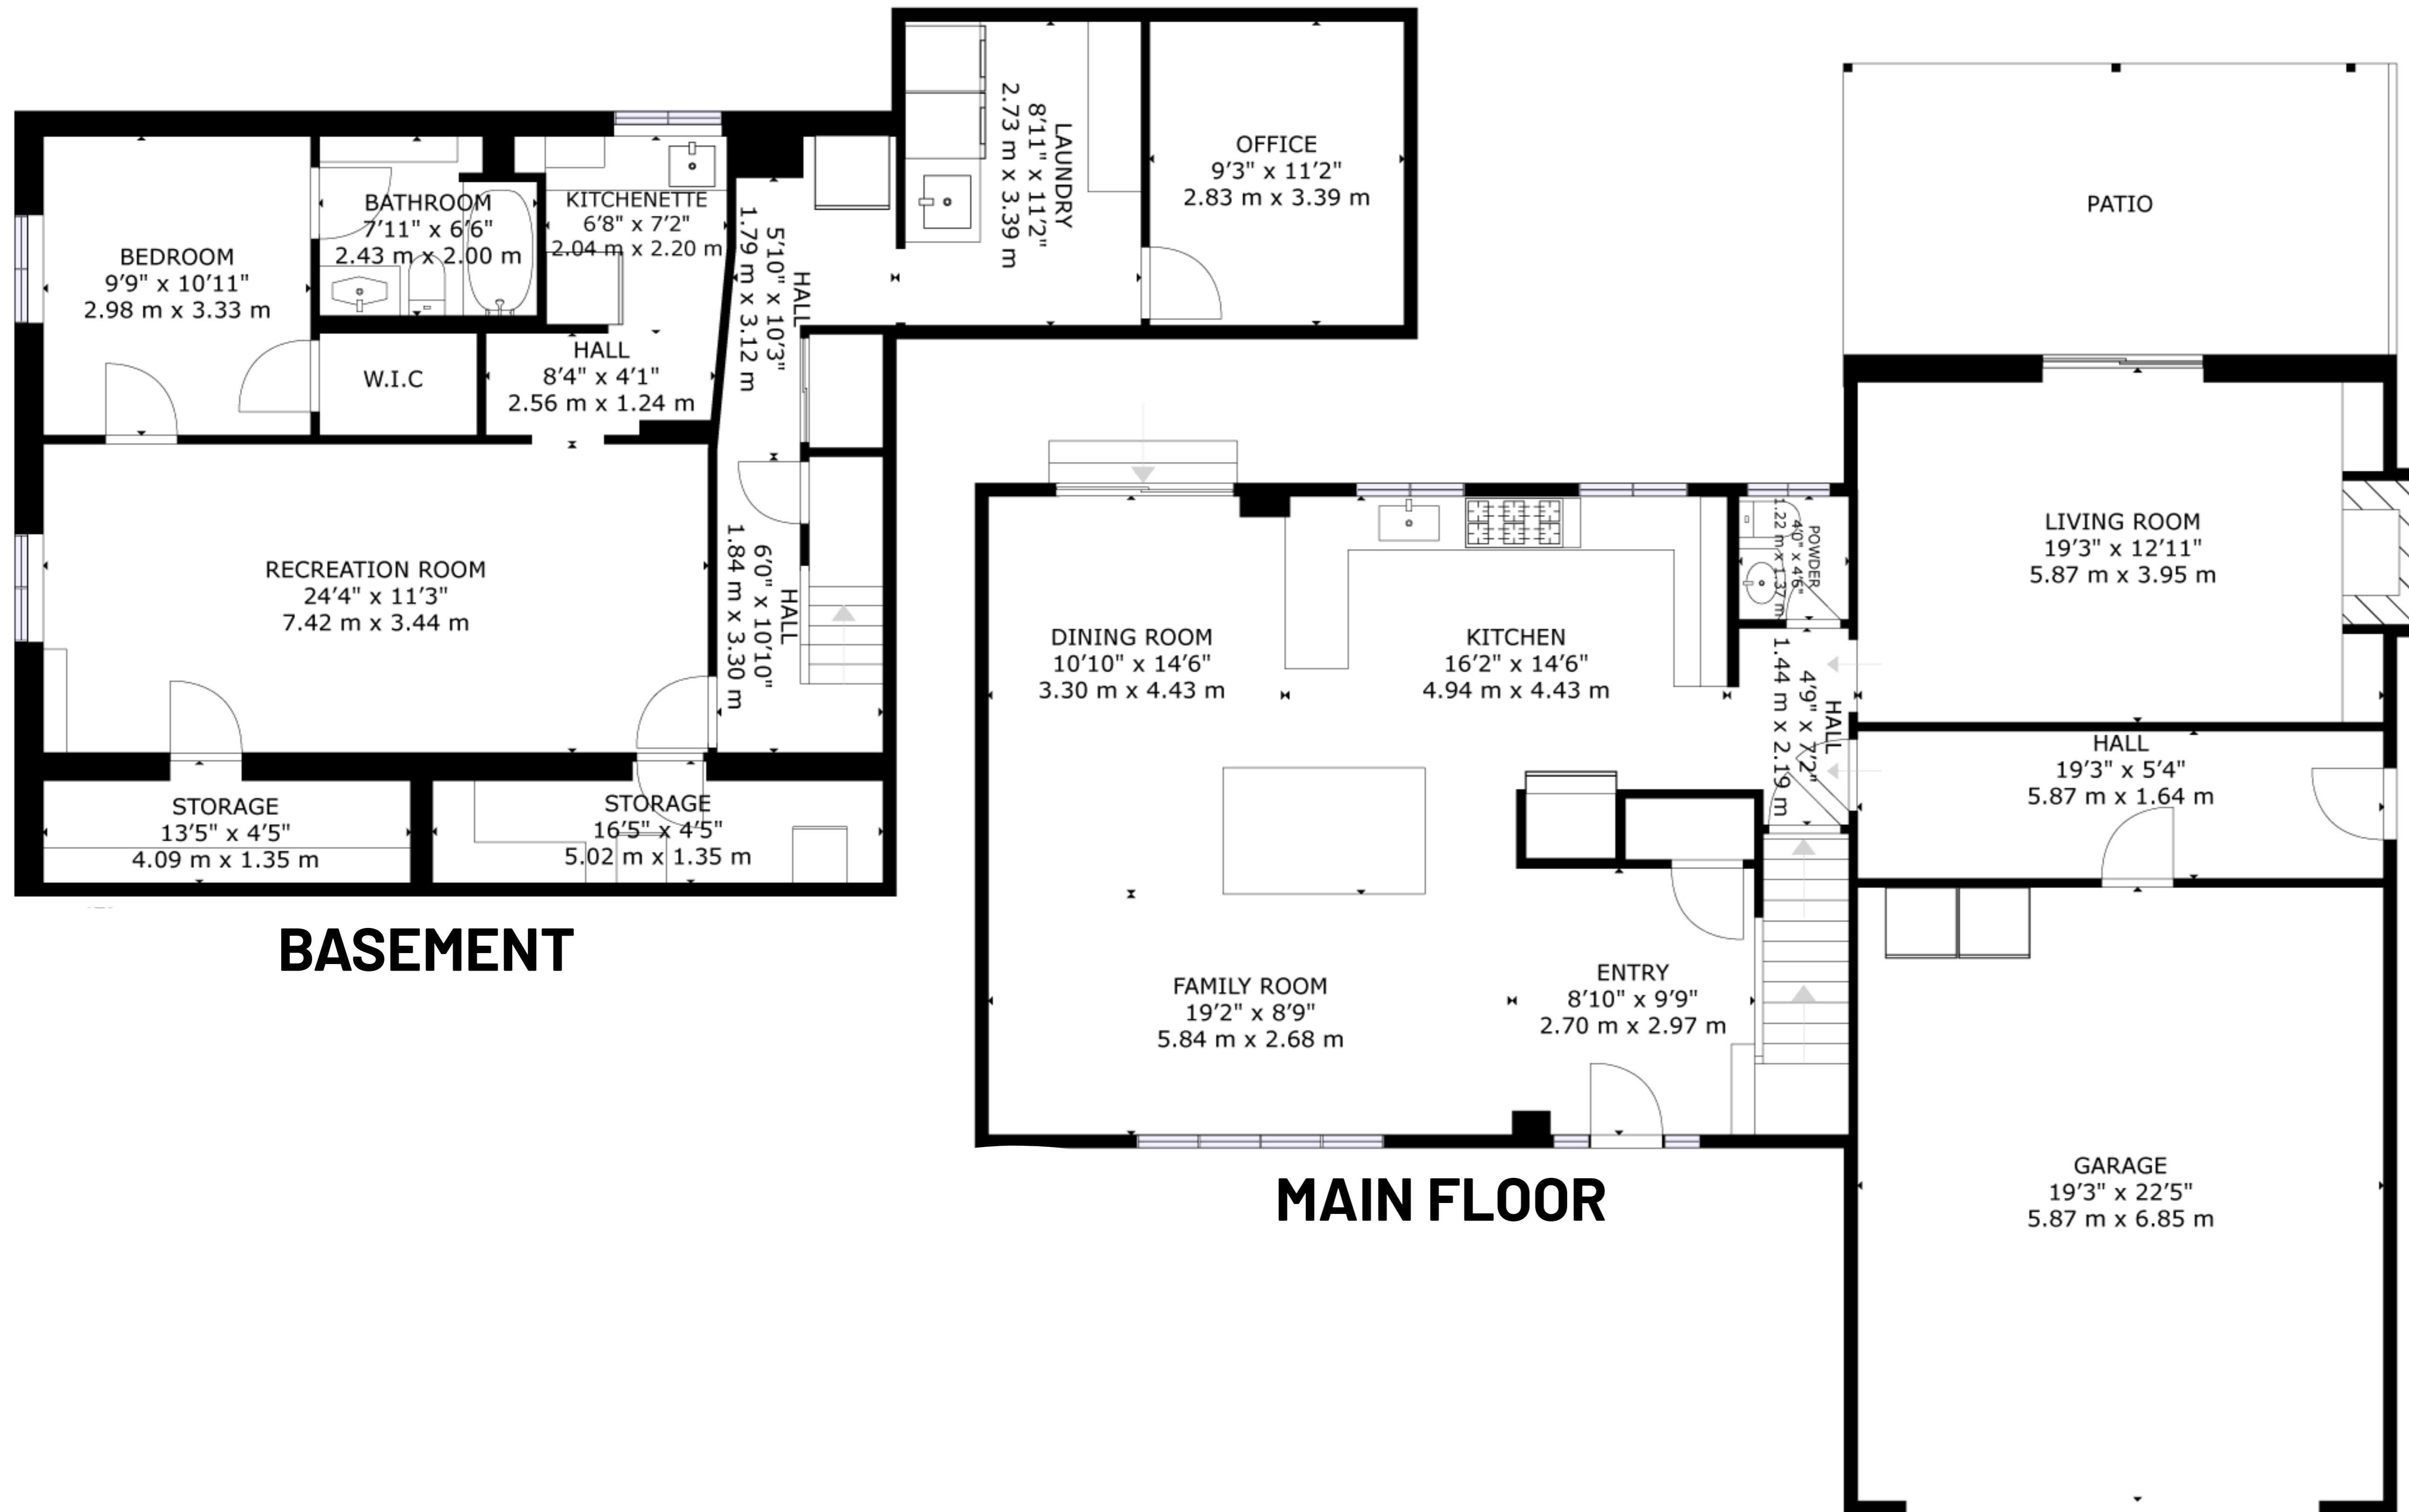 LAUNDRY
8'11" x 11'2"
2.73 m x 3.39 m
OFFICE
9'3" x 11'2"
2.83 m x 3.39 m
PATIO
BEDROOM
9'9" x 10'11"
2.98 m x 3.33 m
BATHROOM
7'11" x 6'6"
2.43 m x 2.00 m
KITCHENETTE
6'8" x 7'2"
2.04 m x 2.20 m
HALL
5'10" x 10'3"
1.79 m x 3.12 m
W.I.C
HALL
8'4" x 4'1"
2.56 m x 1.24 m
RECREATION ROOM
24'4" x 11'3"
7.42 m x 3.44 m
HALL
6'0" x 10'10"
1.84 m x 3.30 m
STORAGE
13'5" x 4'5"
4.09 m x 1.35 m
STORAGE
16'5" x 4'5"
5.02 m x 1.35 m
BASEMENT
LIVING ROOM
19'3" x 12'11"
5.87 m x 3.95 m
POWDER
4'0" x 4'6"
1.22 m x 1.37 m
DINING ROOM
10'10" x 14'6"
3.30 m x 4.43 m
KITCHEN
16'2" x 14'6"
4.94 m x 4.43 m
HALL
4'9" x 7'2"
1.44 m x 2.19 m
HALL
19'3" x 5'4"
5.87 m x 1.64 m
FAMILY ROOM
19'2" x 8'9"
5.84 m x 2.68 m
ENTRY
8'10" x 9'9"
2.70 m x 2.97 m
GARAGE
19'3" x 22'5"
5.87 m x 6.85 m
MAIN FLOOR